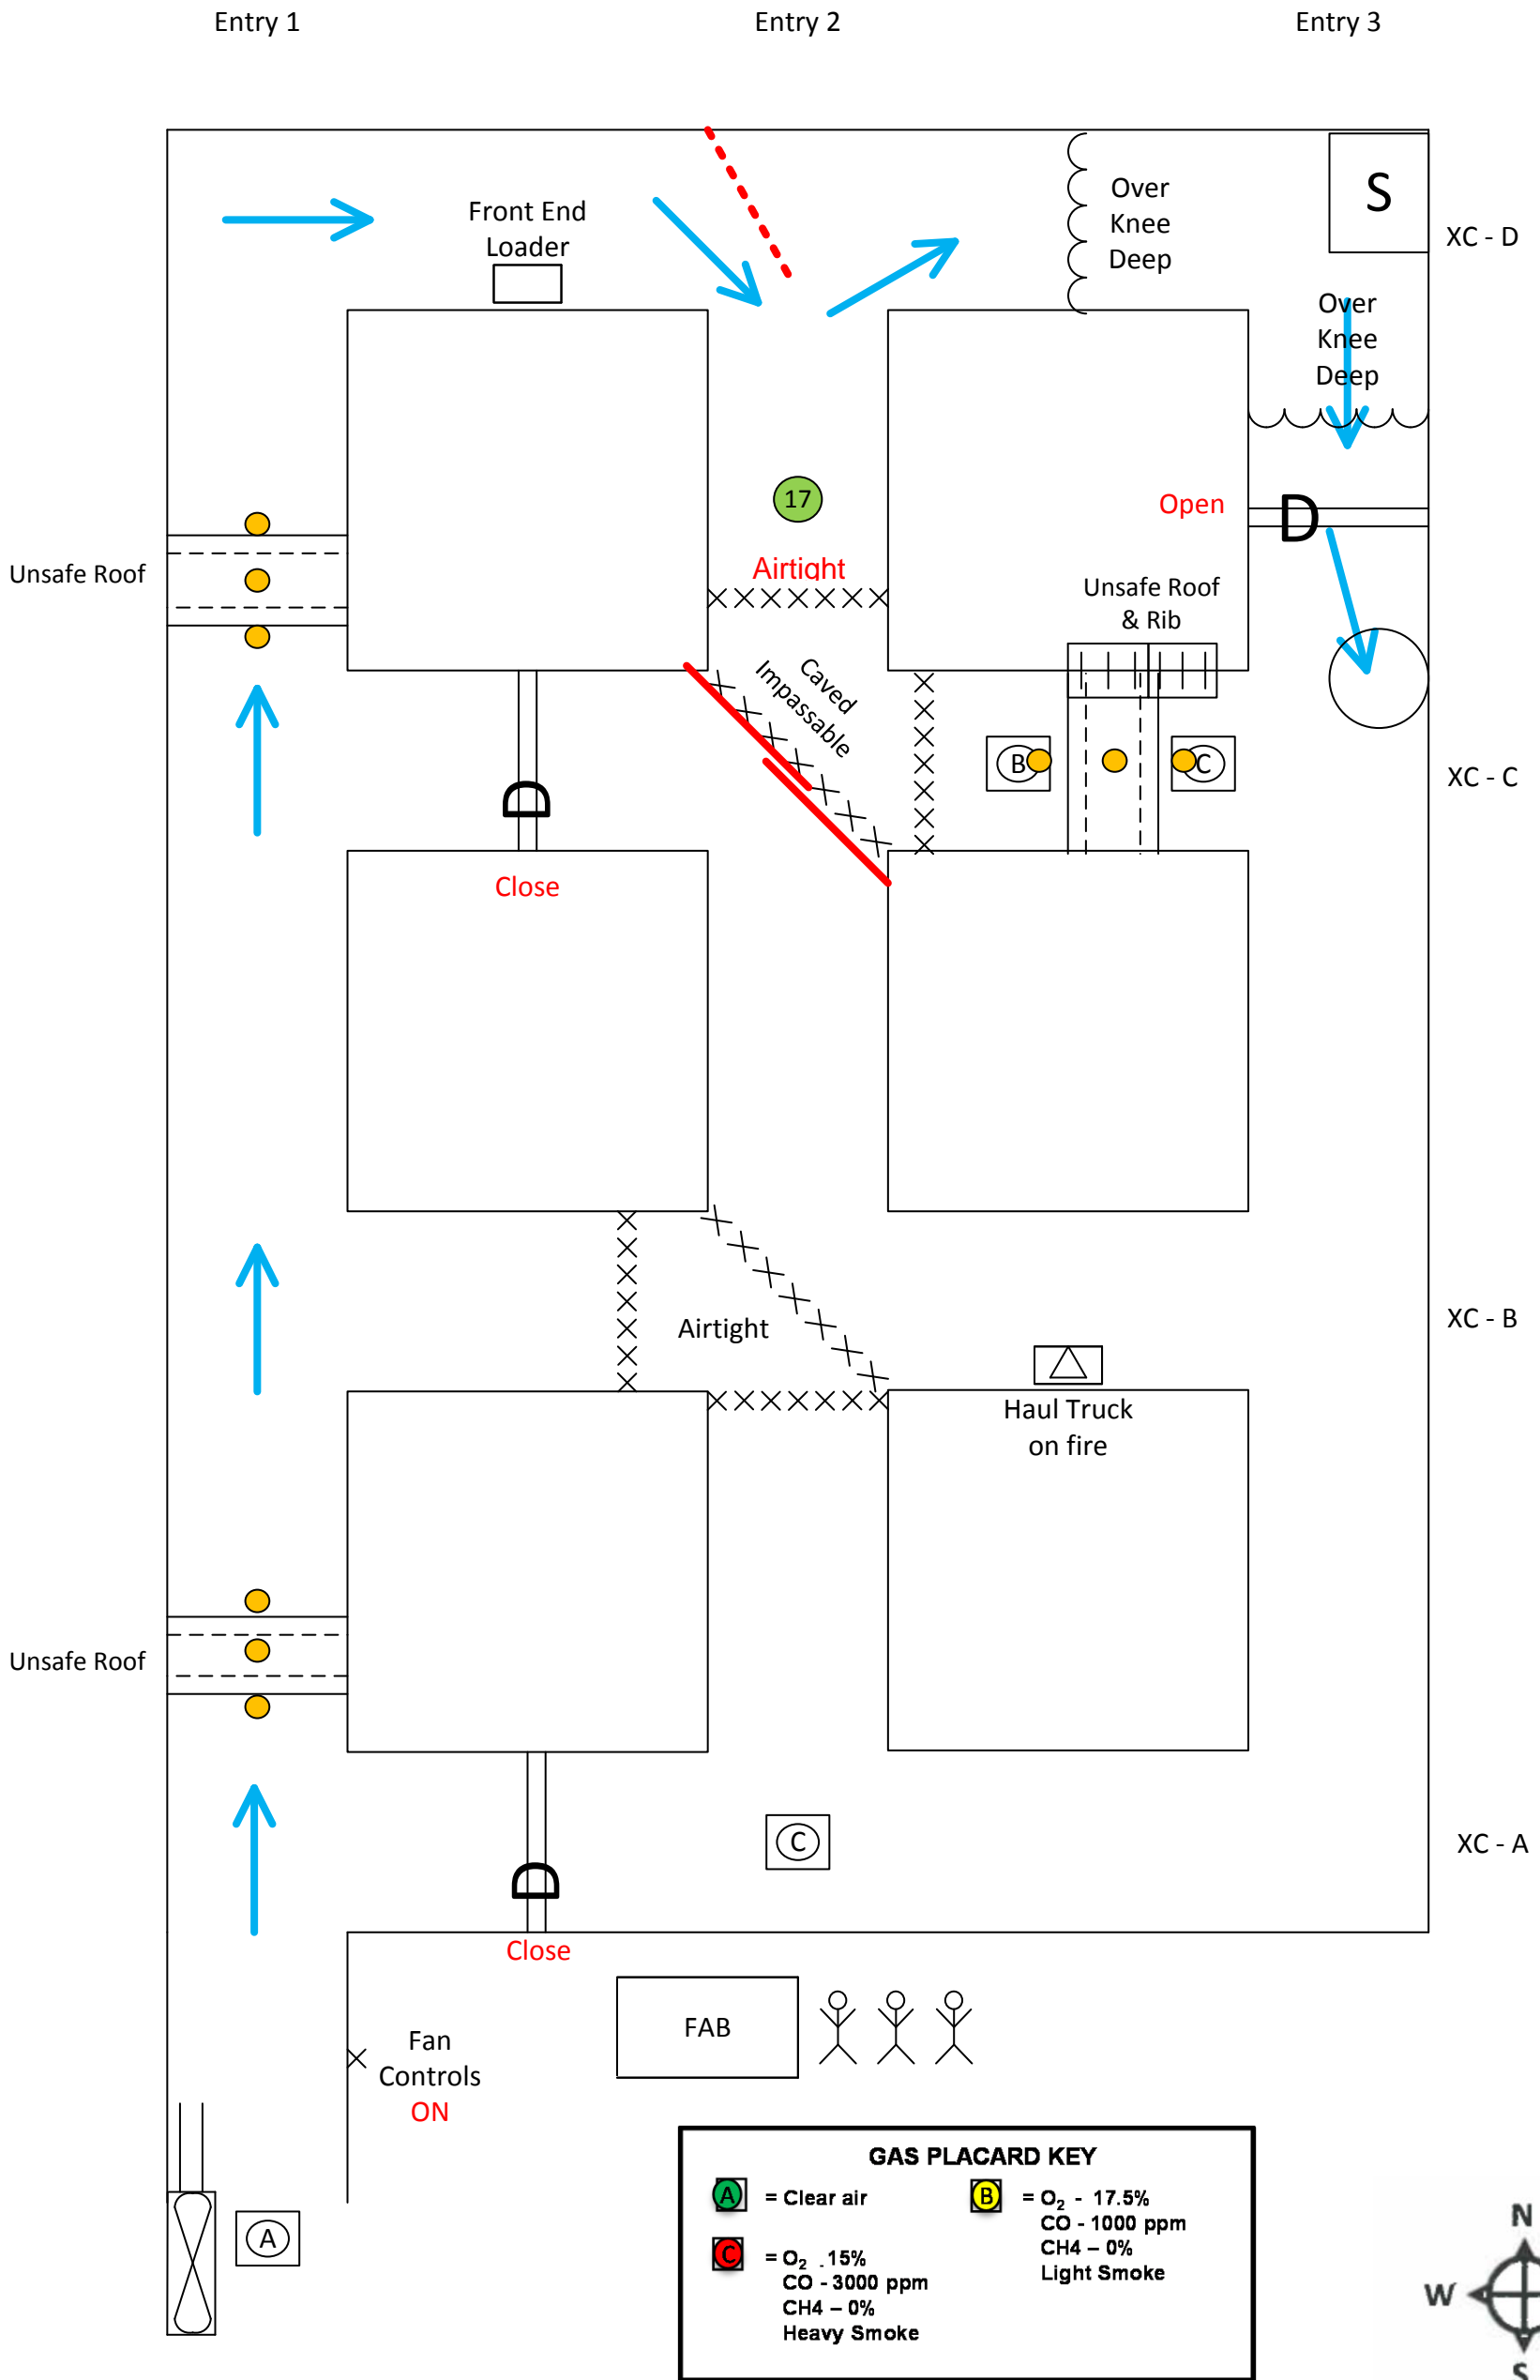 Entry 1
Entry 2
Entry 3
Front End
Loader
Over
Knee
Deep
S
XC - D
Over
Knee
Deep
17
Open
D
Airtight
Unsafe Roof
Unsafe Roof
& Rib
Caved
Impassable
B
C
XC - C
D
Close
XC - B
Airtight
Haul Truck
on fire
Unsafe Roof
C
XC - A
D
Close
FAB
Fan
Controls
ON
A
GAS PLACARD KEY
A = Clear air
B = O2 - 17.5%
CO - 1000 ppm
CH4 – 0%
Light Smoke
C = O2 . 15%
CO - 3000 ppm
CH4 – 0%
Heavy Smoke
N
W
S